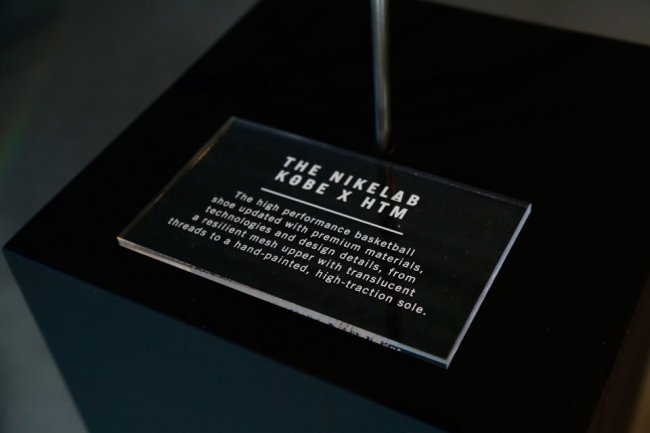 THE NIKELAB
KOBE X HTM
The high performance basketball
shoe updated with premium materials,
technologies and design details, from
a resilient mesh upper with translucent
threads to a hand-painted, high-traction sole.